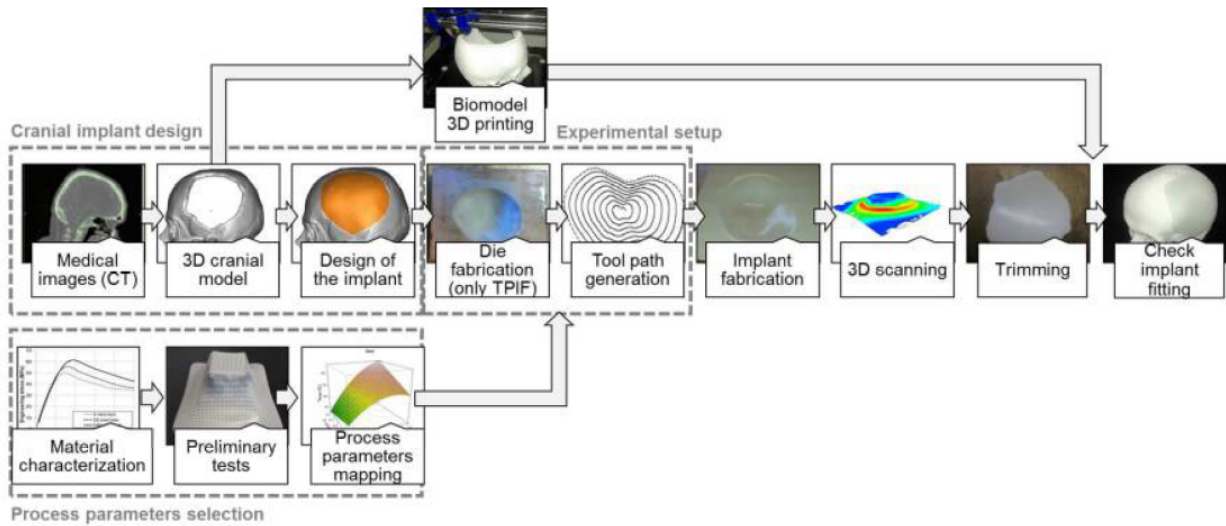 Biomodel
3D printing
Cranial implant design
Experimental setup
Medical
images (CT)
3D cranial
model
Design of
the implant
Die
fabrication
(only TPIF)
Tool path
generation
Implant
fabrication
3D scanning
Trimming
Check
implant
fitting
Material
characterization
Preliminary
tests
Process
parameters
mapping
Process parameters selection